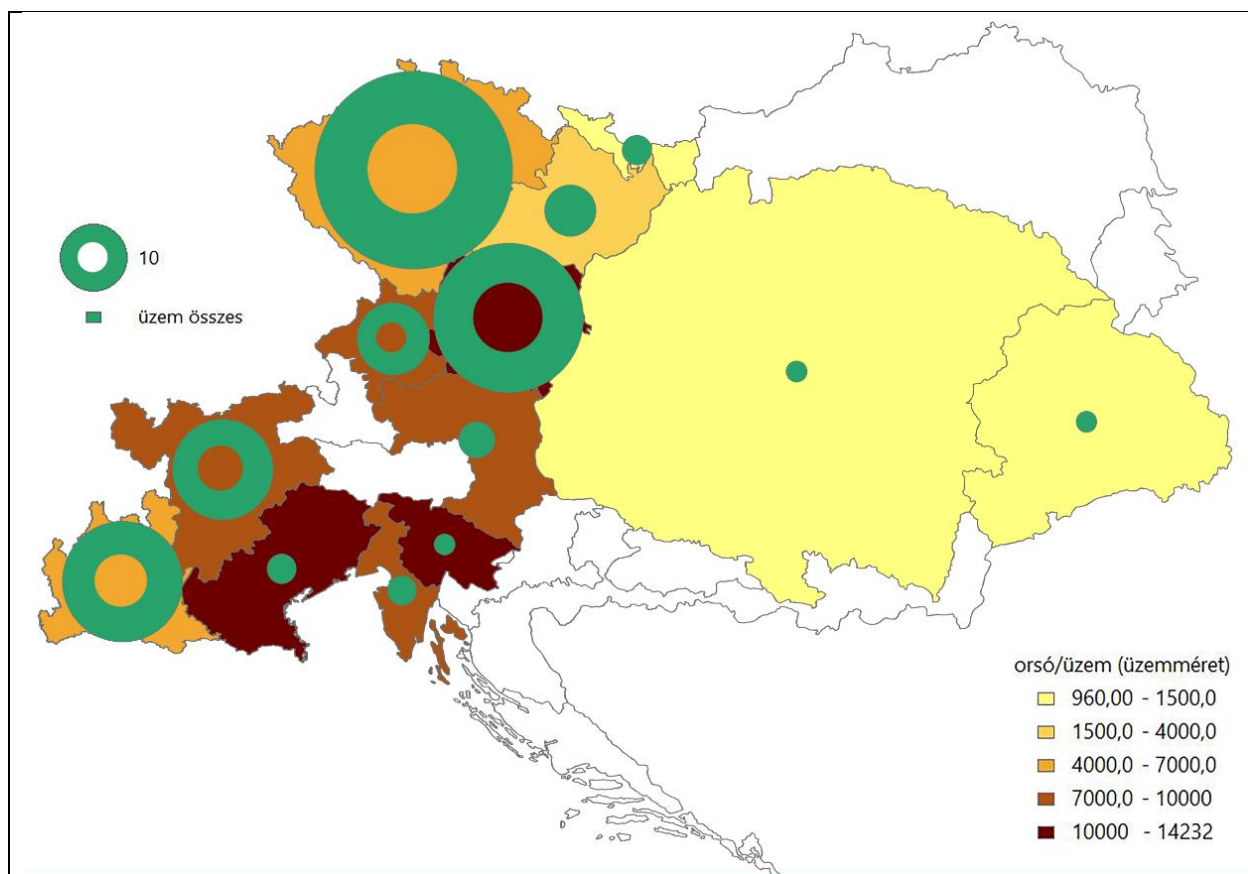 10
üzem összes
orsó/üzem (üzemméret)
960,00 - 1500,0
1500,0 - 4000,0
4000,0 - 7000,0
7000,0 - 10000
10000 - 14232